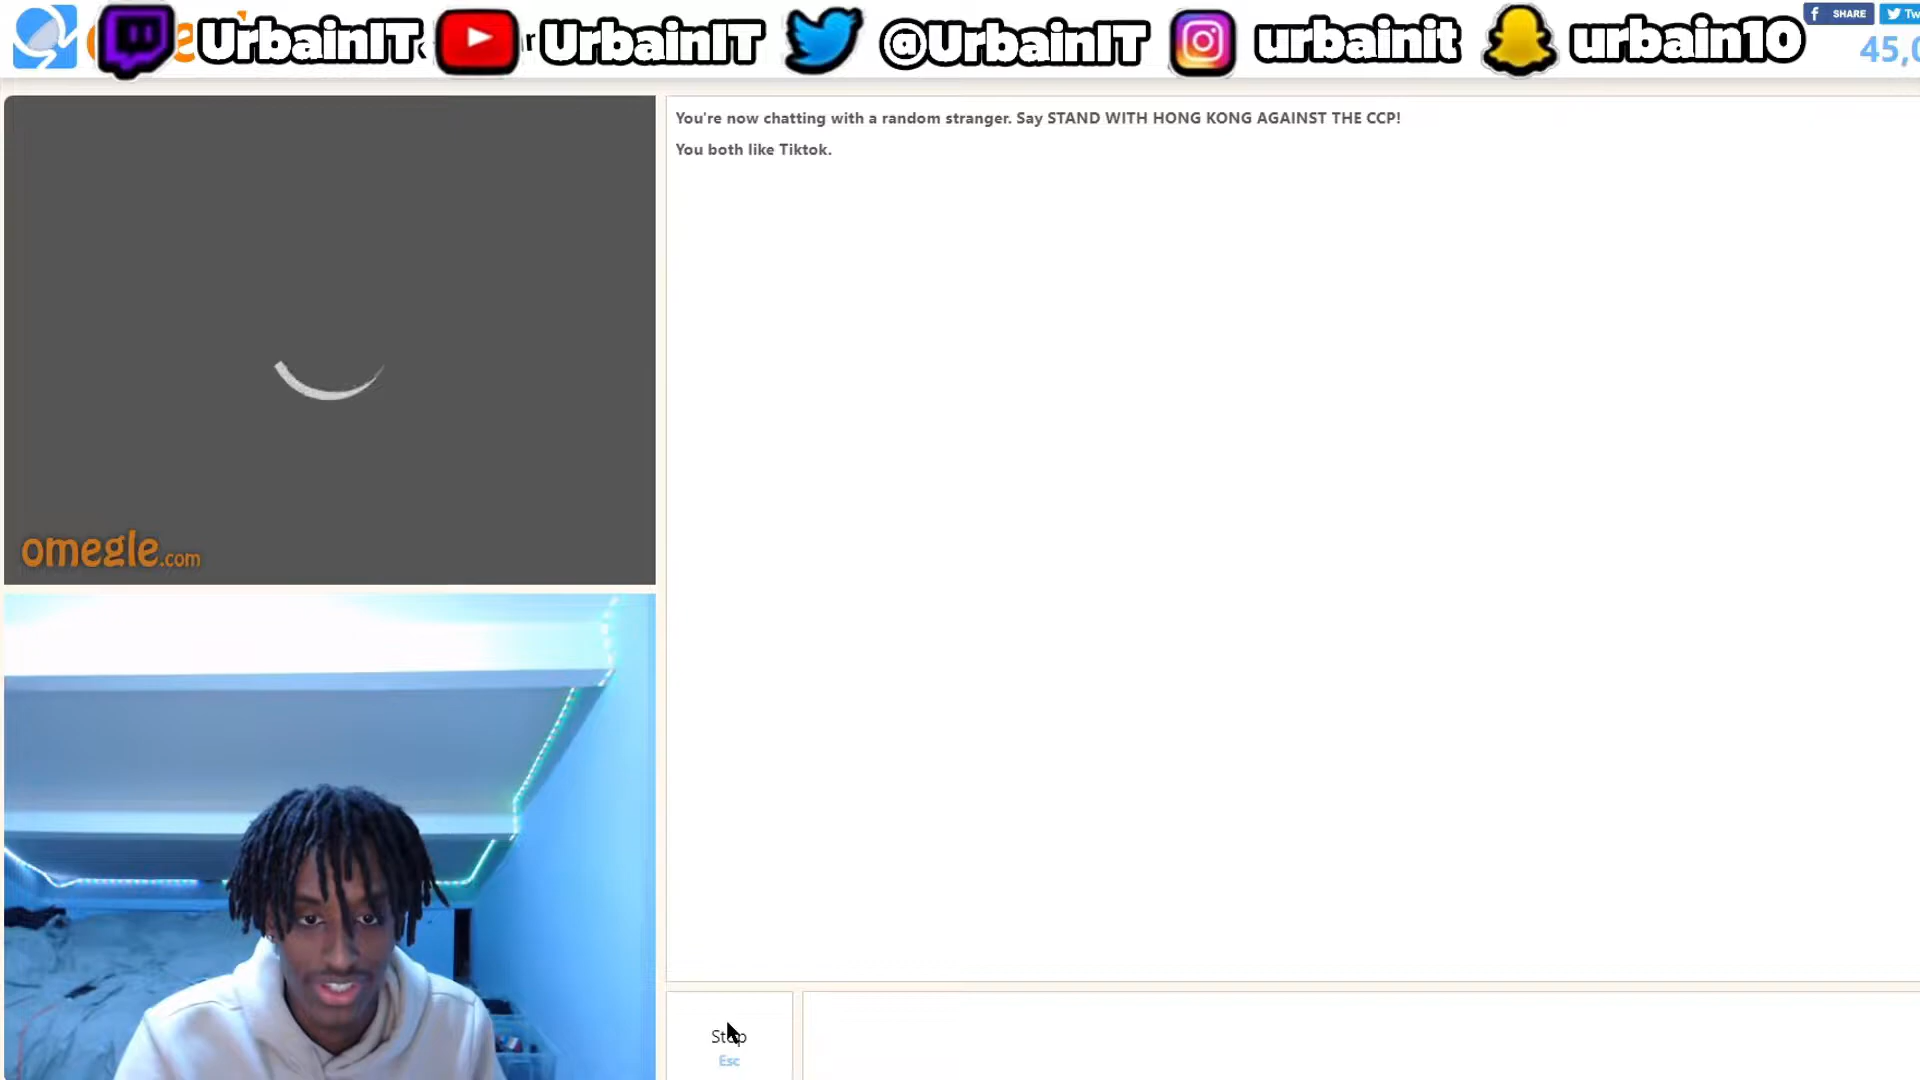 UrbainIT UrbainIT @UrbainIT urbainit urbain10
SHARE
45,
You're now chatting with a random stranger. Say STAND WITH HONG KONG AGAINST THE CCP!
You both like Tiktok.
omegle.com
Stop
Esc